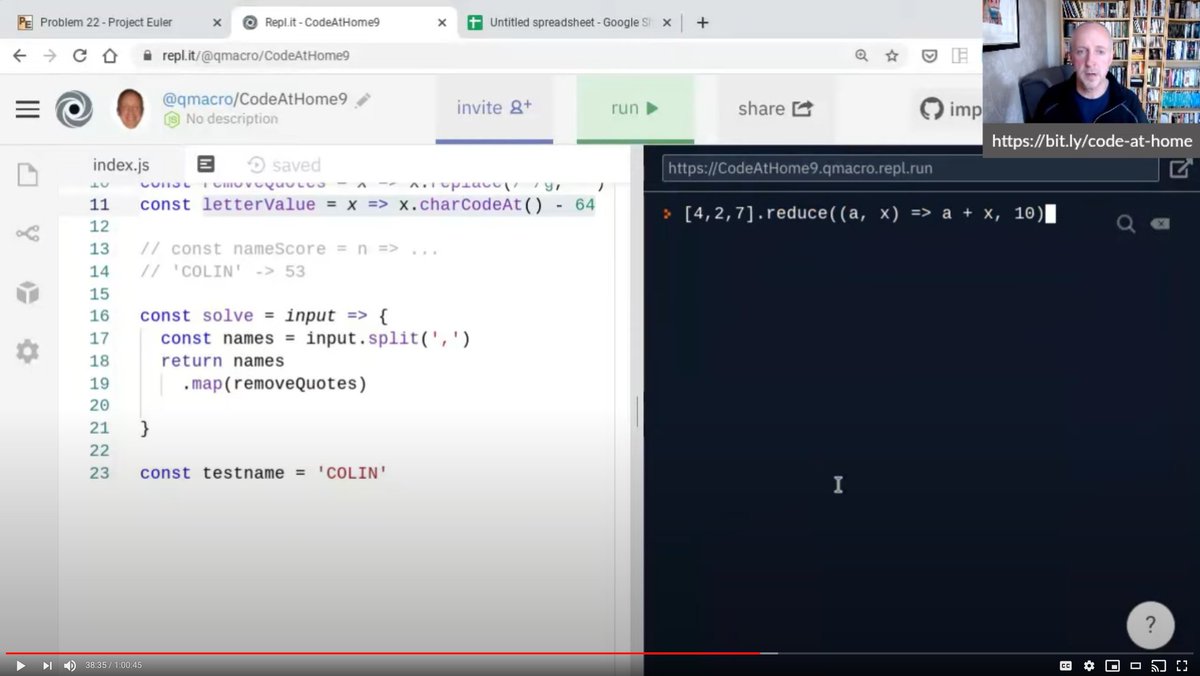 Problem 22 - Project Euler
Repl.it - CodeAtHome9
Untitled spreadsheet - Google
repl.it/@qmacro/CodeAtHome9
@qmacro/CodeAtHome9
No description
invite
run
share
imp
https://bit.ly/code-at-home
index.js
saved
https://CodeAtHome9.qmacro.repl.run
10 const removeQuotes = x => x.replace(
11 const letterValue = x => x.charCodeAt() - 64
12
13 // const nameScore = n => ...
14 // 'COLIN' -> 53
15
16 const solve = input => {
17 const names = input.split(',')
18 return names
19 .map(removeQuotes)
20
21 }
22
23 const testname = 'COLIN'
[4,2,7].reduce((a, x) => a + x, 10)
?
38:35 / 1:00:45